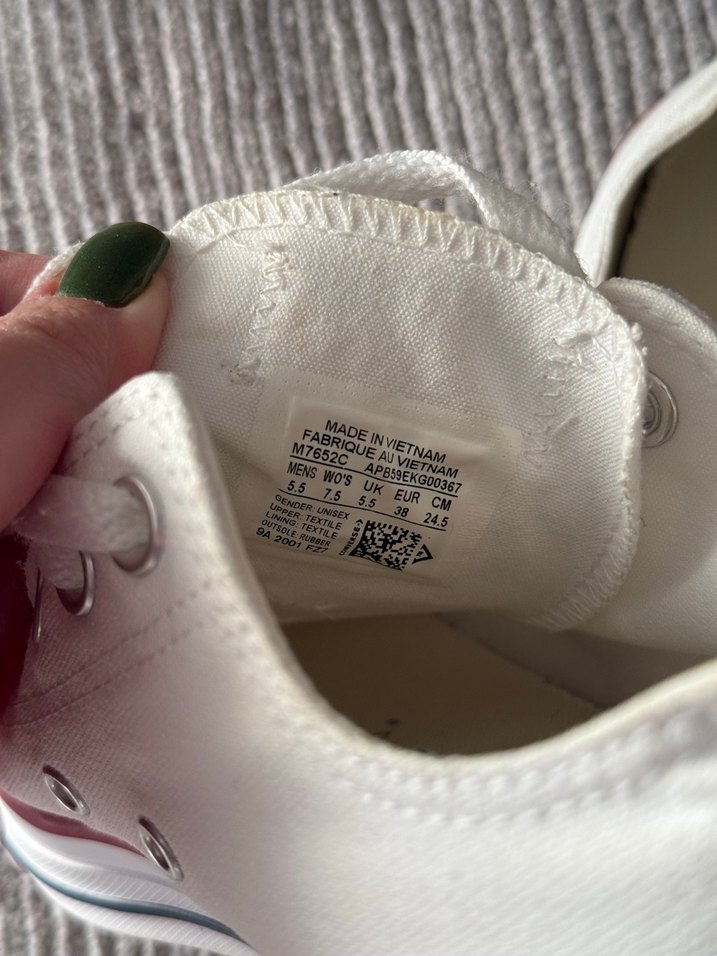 MADE IN VIETNAM
FABRIQUE AU VIETNAM
M7652C APB59EKG00367
MENS WO'S UK EUR CM
5.5 7.5 5.5 38 24.5
GENDER: UNISEX
UPPER: TEXTILE
LINING: TEXTILE
OUTSOLE: RUBBER
9A 2001 FZ7
CONVERSE